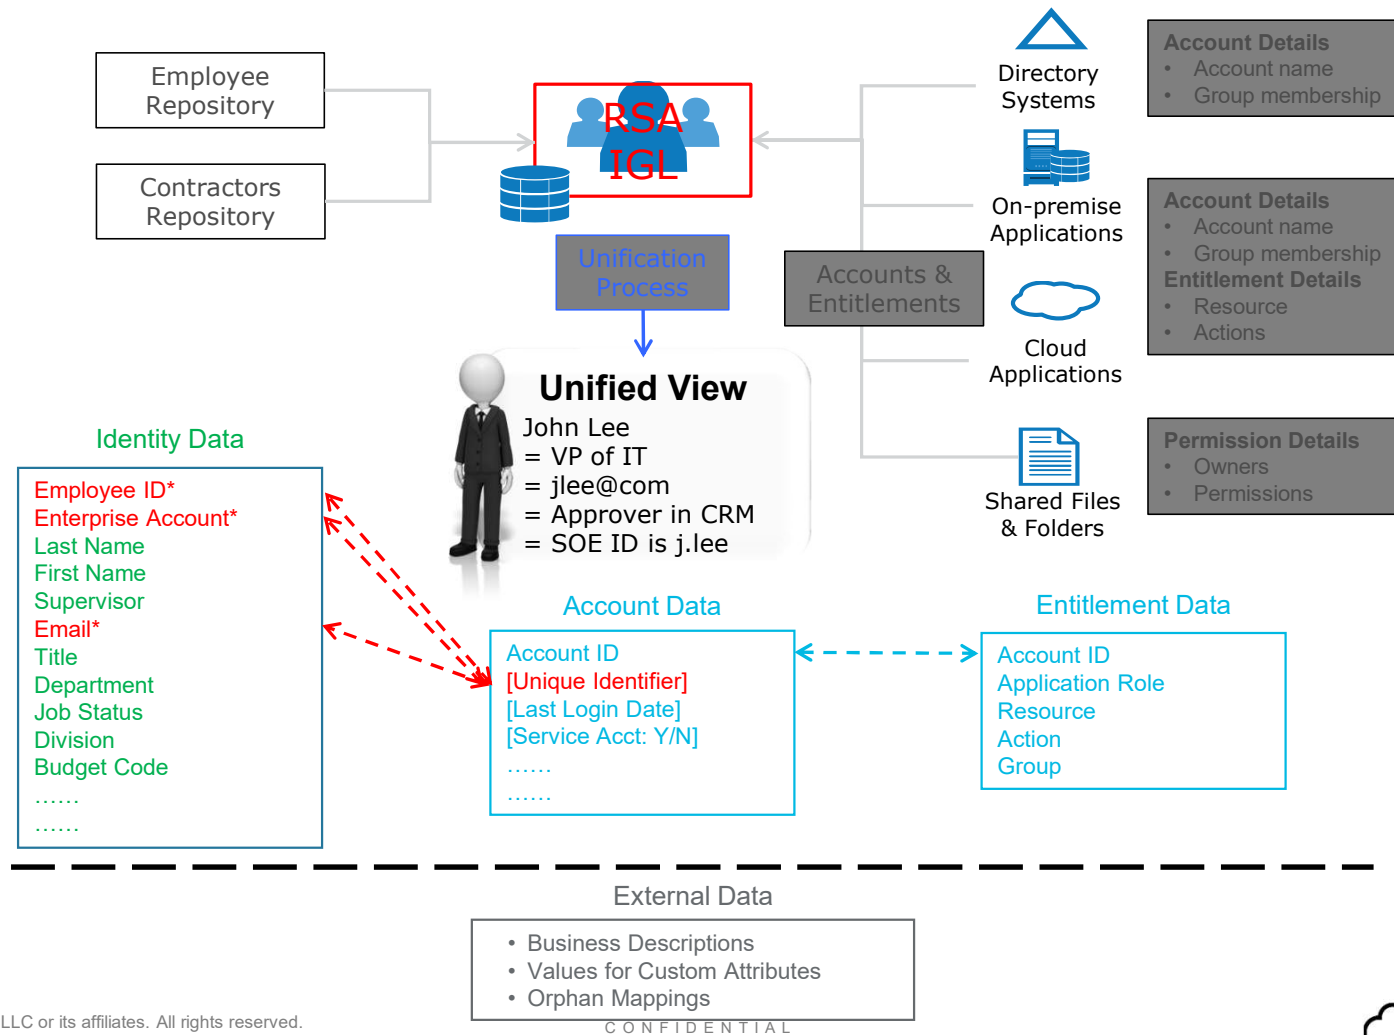 Employee
Repository
Contractors
Repository
RSA
IGL
Unification
Process
Accounts &
Entitlements
Directory
Systems
On-premise
Applications
Cloud
Applications
Shared Files
& Folders
Account Details
• Account name
• Group membership
Account Details
• Account name
• Group membership
Entitlement Details
• Resource
• Actions
Permission Details
• Owners
• Permissions
Unified View
John Lee
= VP of IT
= jlee@com
= Approver in CRM
= SOE ID is j.lee
Identity Data
Employee ID*
Enterprise Account*
Last Name
First Name
Supervisor
Email*
Title
Department
Job Status
Division
Budget Code
……
……
Account Data
Account ID
[Unique Identifier]
[Last Login Date]
[Service Acct: Y/N]
……
……
Entitlement Data
Account ID
Application Role
Resource
Action
Group
External Data
• Business Descriptions
• Values for Custom Attributes
• Orphan Mappings
LLC or its affiliates. All rights reserved.
CONFIDENTIAL